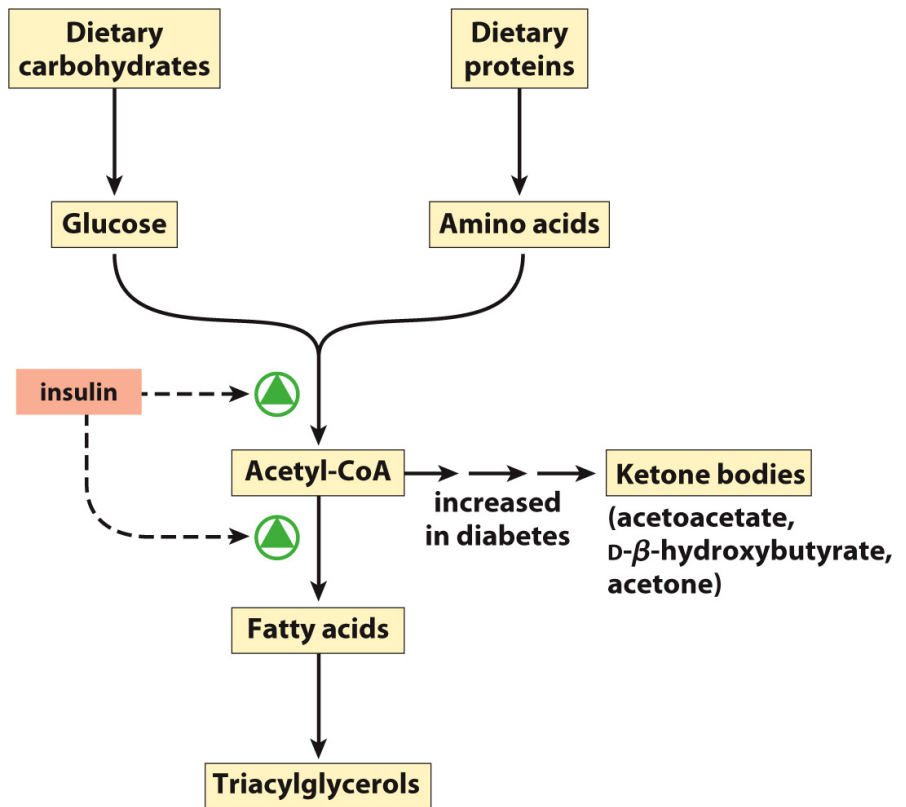 Dietary
carbohydrates
Dietary
proteins
Glucose
Amino acids
insulin
Acetyl-CoA
increased
in diabetes
Ketone bodies
(acetoacetate,
D-β-hydroxybutyrate,
acetone)
Fatty acids
Triacylglycerols